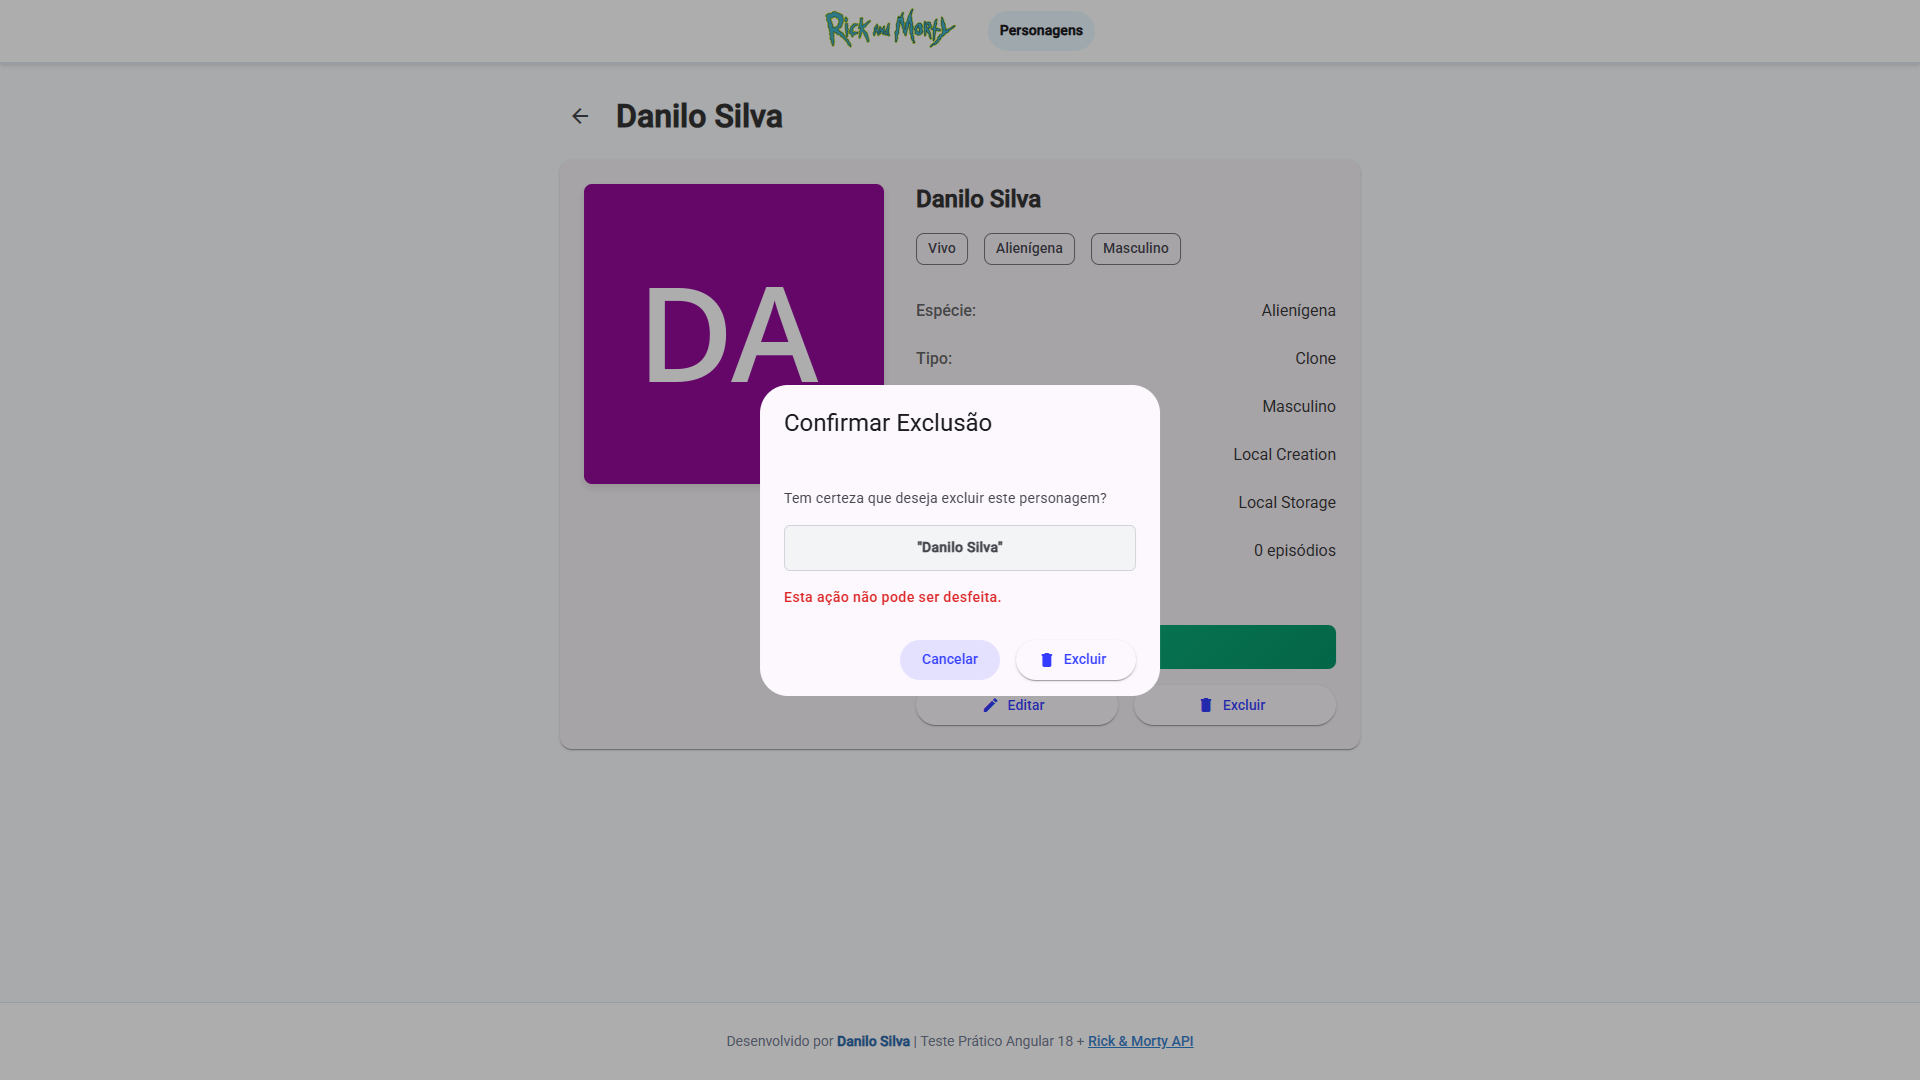 Rick and Morty
Personagens
Danilo Silva
DA
Danilo Silva
Vivo Alienígena Masculino
Espécie: Alienígena
Tipo: Clone
Masculino
Local Creation
Local Storage
0 episódios
Confirmar Exclusão
Tem certeza que deseja excluir este personagem?
"Danilo Silva"
Esta ação não pode ser desfeita.
Cancelar Excluir
Editar Excluir
Desenvolvido por Danilo Silva | Teste Prático Angular 18 + Rick & Morty API